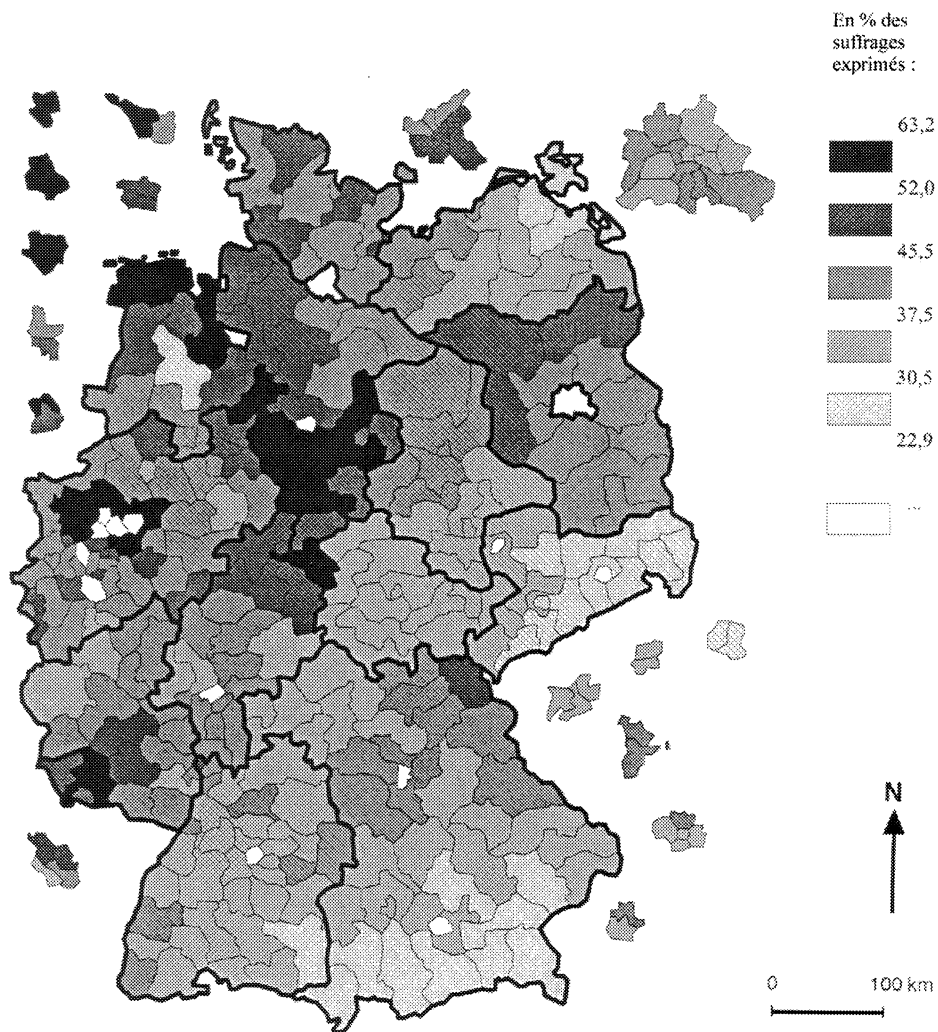 En % des
suffrages
exprimés :
63,2
52,0
45,5
37,5
30,5
22,9
...
N
0 100 km